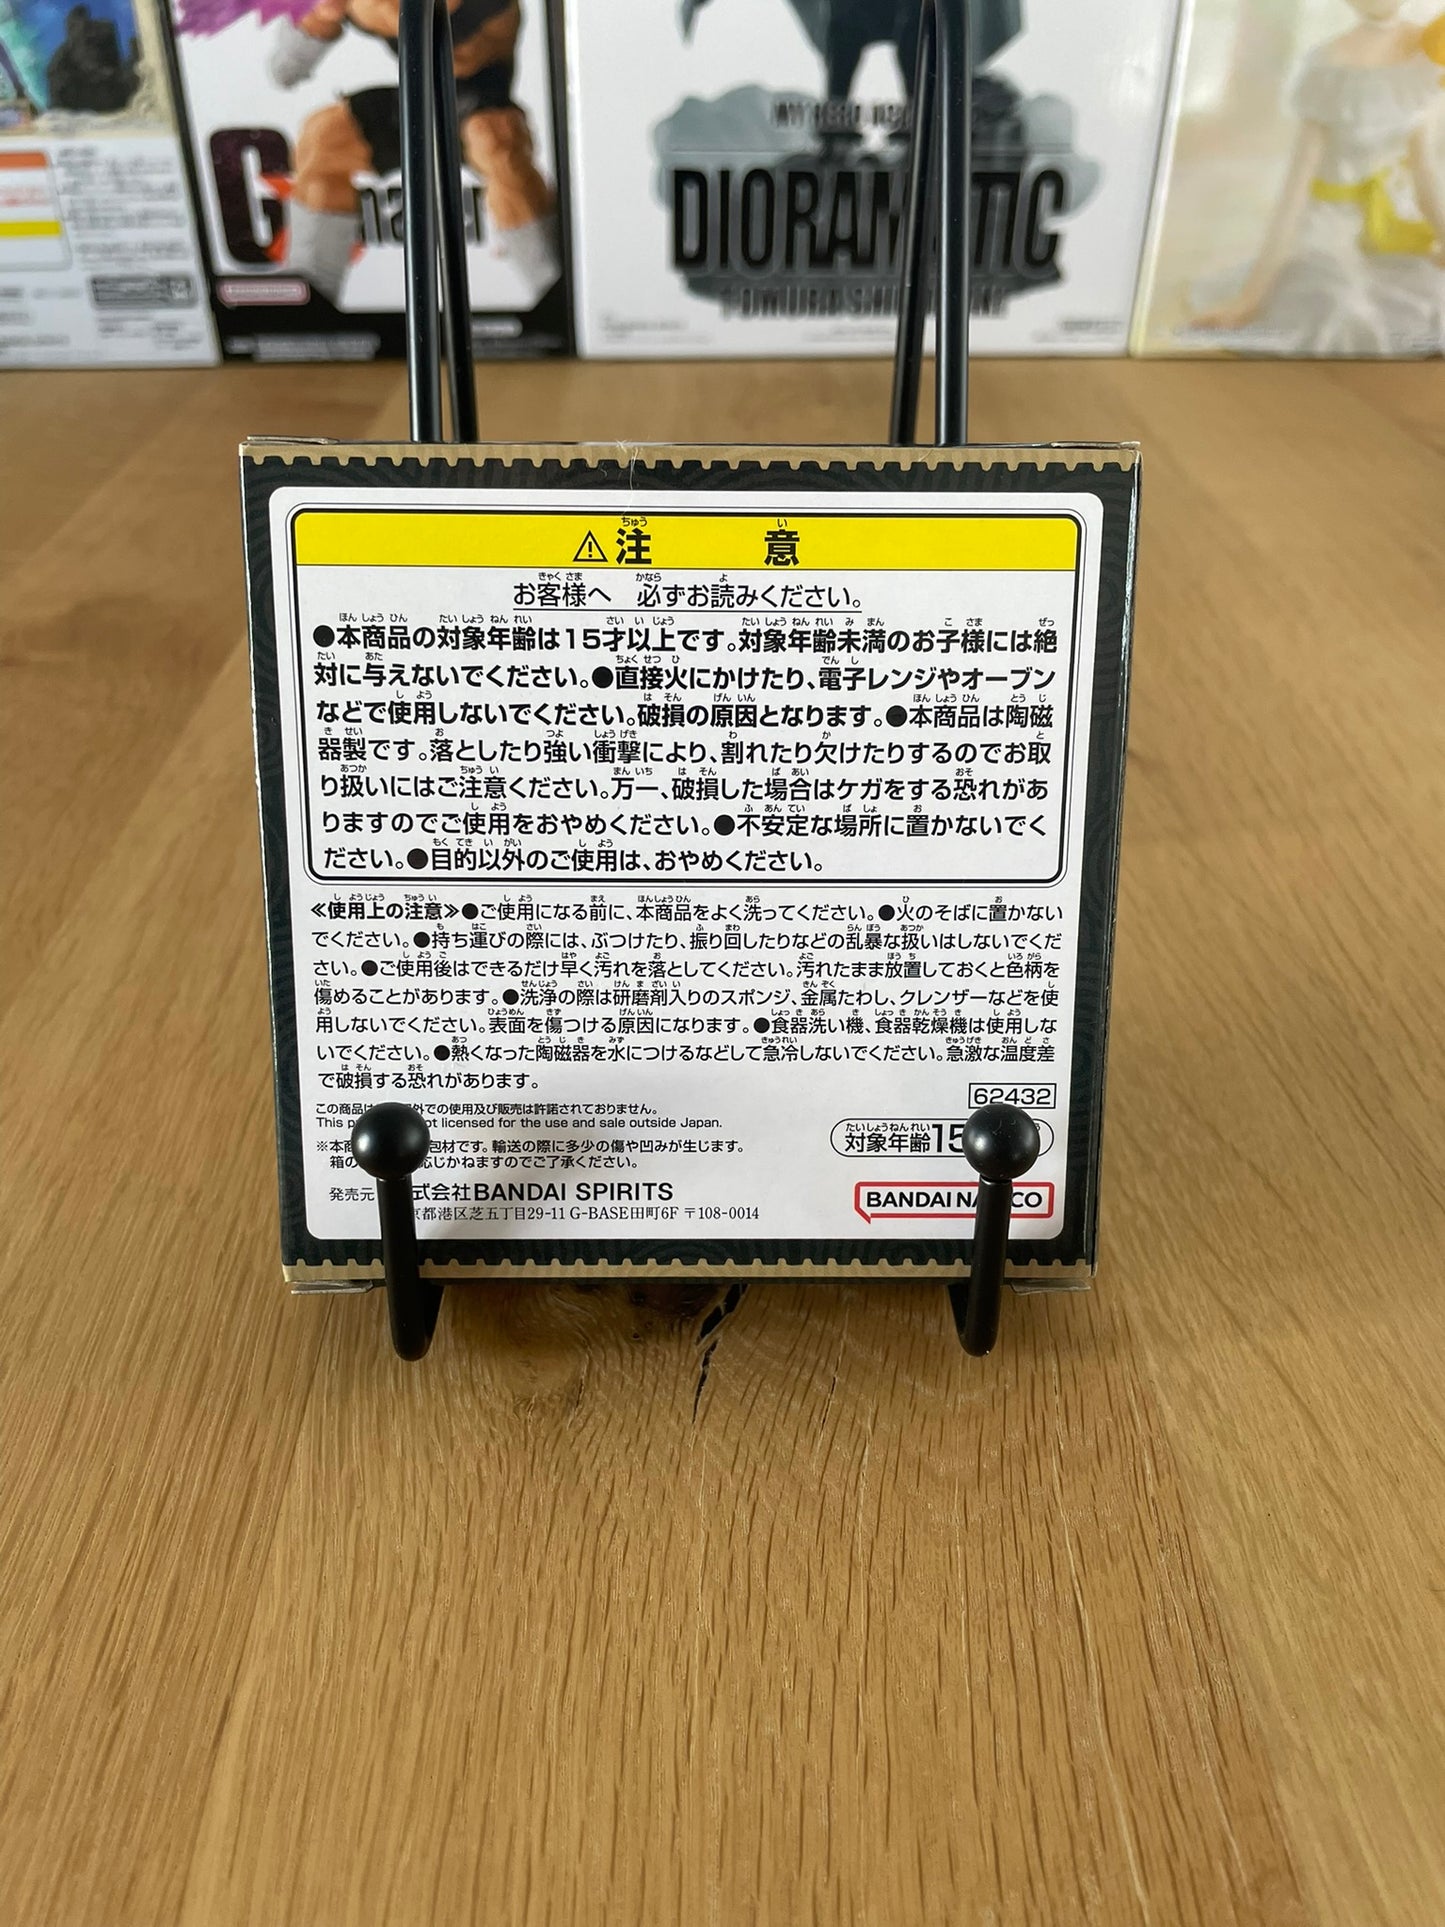 G
DIORAMATIC
⚠注意
お客様へ 必ずお読みください。
●本商品の対象年齢は15才以上です。対象年齢未満のお子様には絶
対に与えないでください。●直接火にかけたり、電子レンジやオーブン
などで使用しないでください。破損の原因となります。●本商品は陶磁
器製です。落としたり強い衝撃により、割れたり欠けたりするのでお取
り扱いにはご注意ください。万一、破損した場合はケガをする恐れがあ
りますのでご使用をおやめください。●不安定な場所に置かないでく
ださい。●目的以外のご使用は、おやめください。
≪使用上の注意≫●ご使用になる前に、本商品をよく洗ってください。●火のそばに置かない
でください。●持ち運びの際には、ぶつけたり、振り回したりなどの乱暴な扱いはしないでくだ
さい。●ご使用後はできるだけ早く汚れを落としてください。汚れたまま放置しておくと色柄を
傷めることがあります。●洗浄の際は研磨剤入りのスポンジ、金属たわし、クレンザーなどを使
用しないでください。表面を傷つける原因になります。●食器洗い機、食器乾燥機は使用しな
いでください。●熱くなった陶磁器を水につけるなどして急冷しないでください。急激な温度差
で破損する恐れがあります。
62432
この商品は 外での使用及び販売は許諾されておりません。
This p ot licensed for the use and sale outside Japan.
対象年齢15
※本商 包材です。輸送の際に多少の傷や凹みが生じます。
箱の 応じかねますのでご了承ください。
発売元 式会社BANDAI SPIRITS
京都港区芝五丁目29-11 G-BASE田町6F 〒108-0014
BANDAI NAMCO